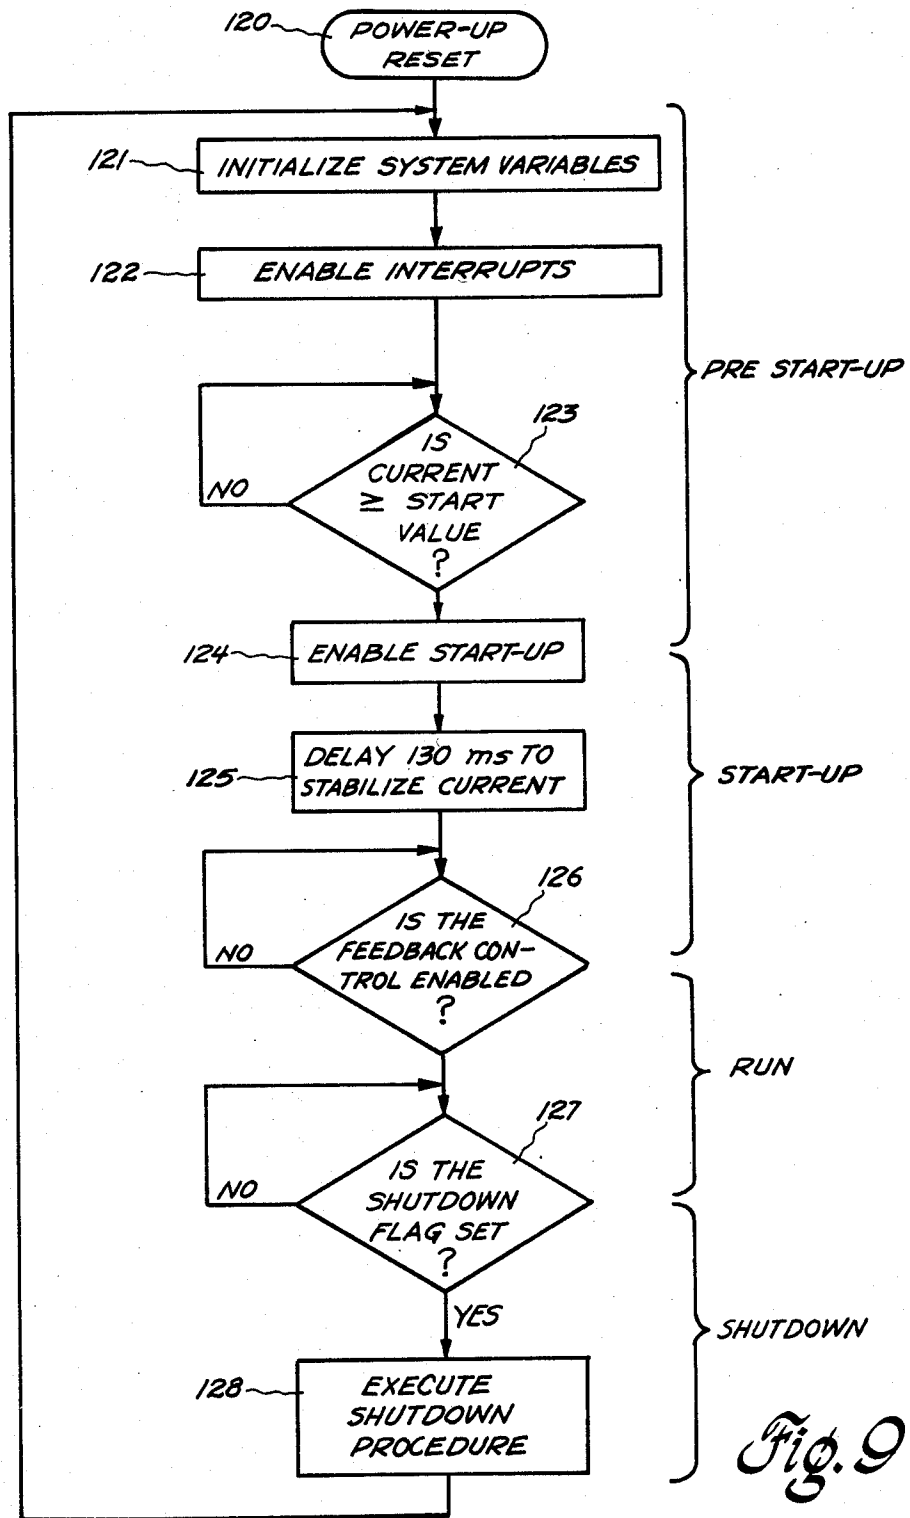 120
POWER-UP
RESET
121
INITIALIZE SYSTEM VARIABLES
122
ENABLE INTERRUPTS
PRE START-UP
123
IS
CURRENT
≥ START
VALUE
?
NO
124
ENABLE START-UP
125
DELAY 130 ms TO
STABILIZE CURRENT
START-UP
126
IS THE
FEEDBACK CON-
TROL ENABLED
?
NO
RUN
127
IS THE
SHUTDOWN
FLAG SET
?
NO
YES
SHUTDOWN
128
EXECUTE
SHUTDOWN
PROCEDURE
Fig. 9